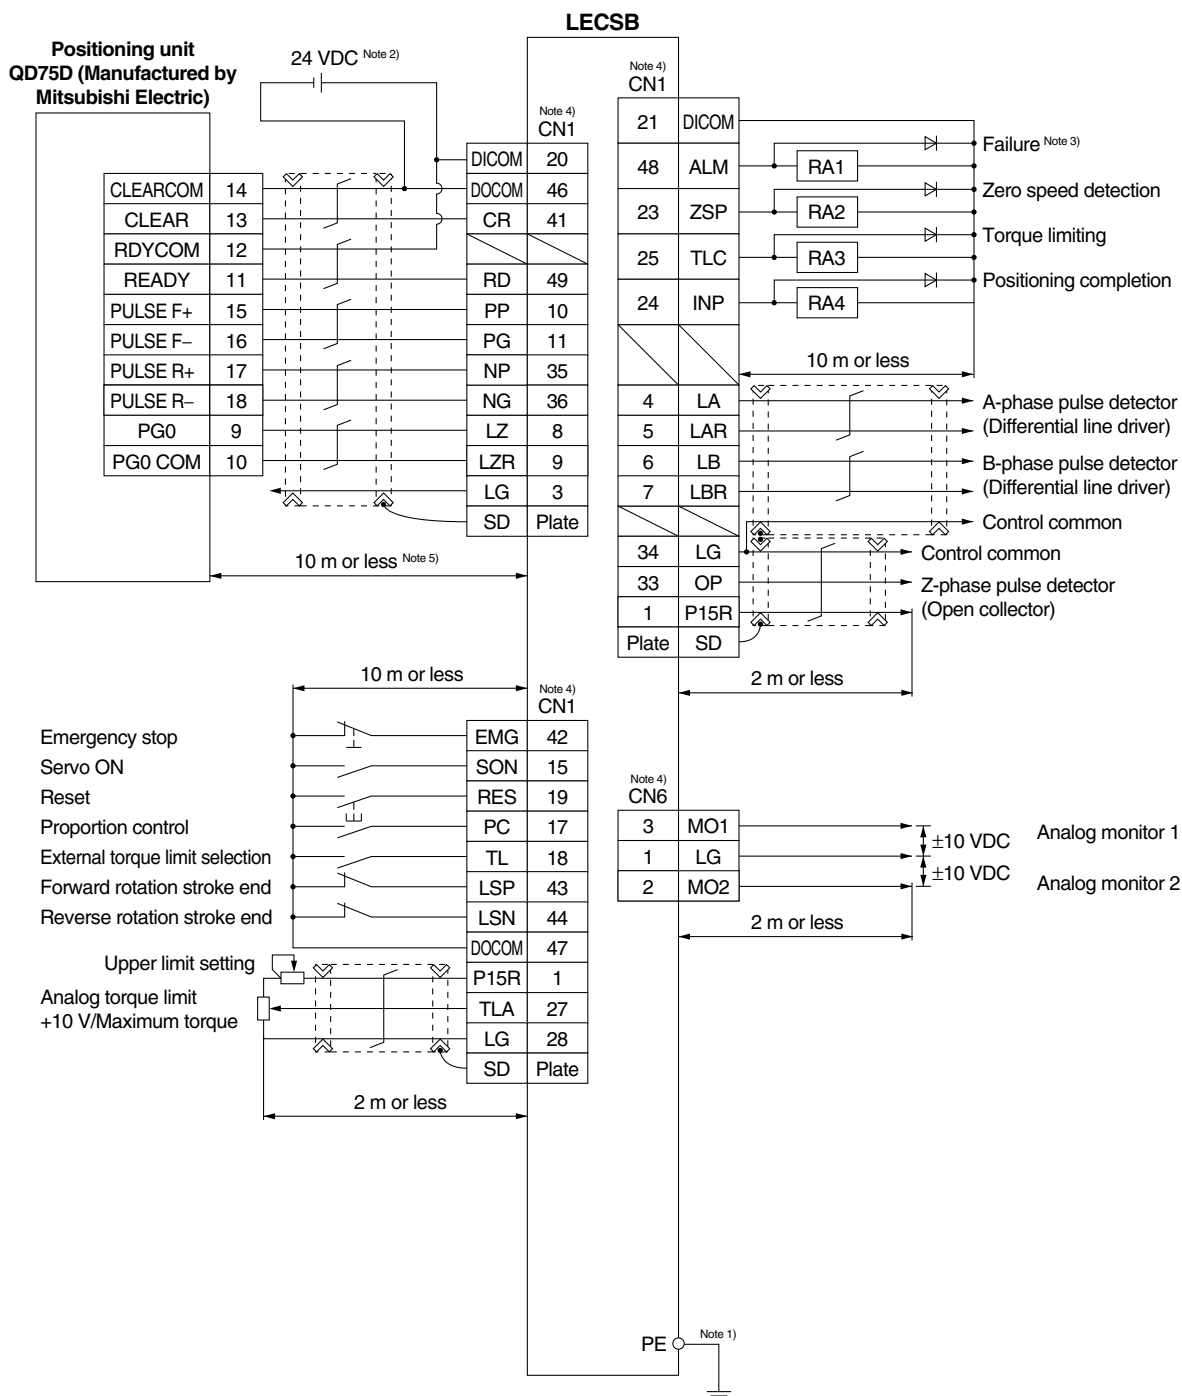 LECSB
Positioning unit
QD75D (Manufactured by
Mitsubishi Electric)
24 VDC Note 2)
Note 4)
CN1
DICOM 20
CLEARCOM 14 DOCOM 46
CLEAR 13 CR 41
RDYCOM 12
READY 11 RD 49
PULSE F+ 15 PP 10
PULSE F− 16 PG 11
PULSE R+ 17 NP 35
PULSE R− 18 NG 36
PG0 9 LZ 8
PG0 COM 10 LZR 9
LG 3
SD Plate
10 m or less Note 5)
Note 4)
CN1
21 DICOM
48 ALM RA1 Failure Note 3)
23 ZSP RA2 Zero speed detection
25 TLC RA3 Torque limiting
24 INP RA4 Positioning completion
10 m or less
4 LA A-phase pulse detector
5 LAR (Differential line driver)
6 LB B-phase pulse detector
7 LBR (Differential line driver)
Control common
34 LG Control common
33 OP Z-phase pulse detector
1 P15R (Open collector)
Plate SD
2 m or less
10 m or less
Note 4)
CN1
Emergency stop EMG 42
Servo ON SON 15
Reset RES 19
Proportion control PC 17
External torque limit selection TL 18
Forward rotation stroke end LSP 43
Reverse rotation stroke end LSN 44
DOCOM 47
Upper limit setting P15R 1
Analog torque limit
+10 V/Maximum torque TLA 27
LG 28
SD Plate
2 m or less
Note 4)
CN6
3 MO1 Analog monitor 1
±10 VDC
1 LG
±10 VDC
2 MO2 Analog monitor 2
2 m or less
PE Note 1)